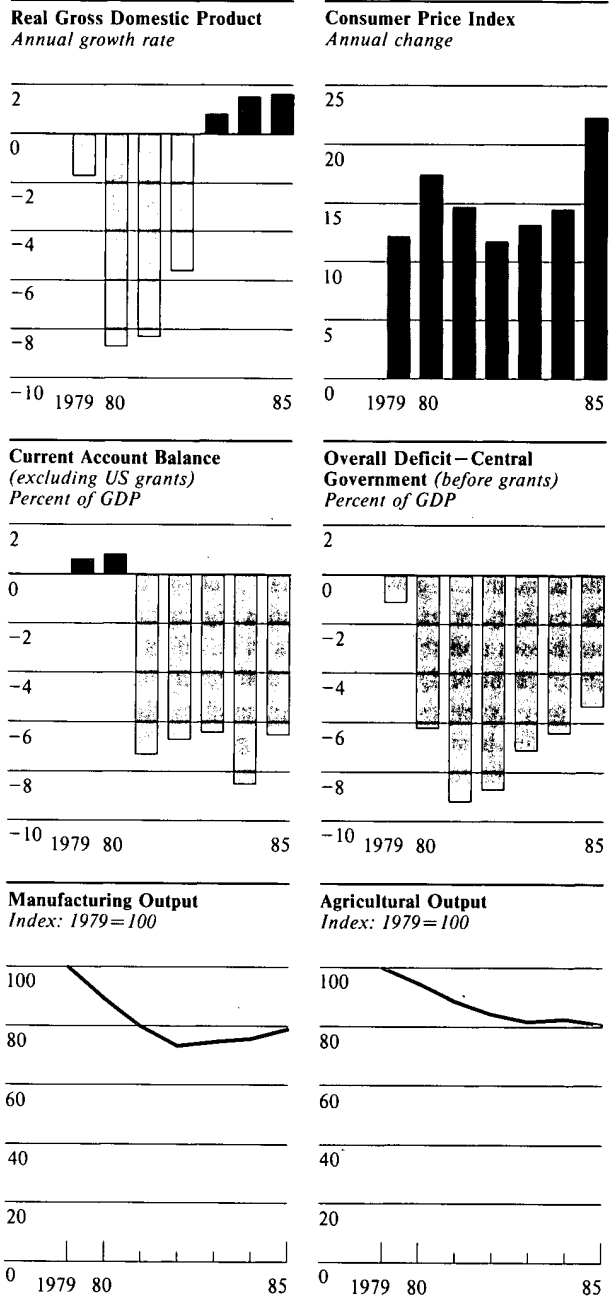 Real Gross Domestic Product
Annual growth rate
2
0
−2
−4
−6
−8
−10
1979 80 85
Consumer Price Index
Annual change
25
20
15
10
5
0
1979 80 85
Current Account Balance
(excluding US grants)
Percent of GDP
2
0
−2
−4
−6
−8
−10
1979 80 85
Overall Deficit—Central
Government (before grants)
Percent of GDP
2
0
−2
−4
−6
−8
−10
1979 80 85
Manufacturing Output
Index: 1979=100
100
80
60
40
20
0
1979 80 85
Agricultural Output
Index: 1979=100
100
80
60
40
20
0
1979 80 85